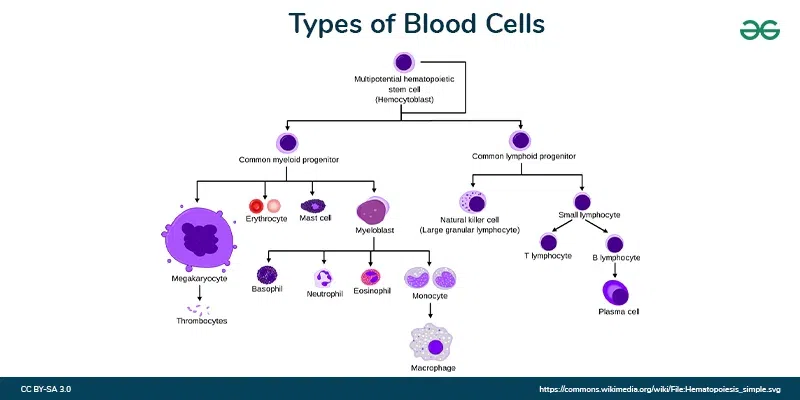 Types of Blood Cells
Multipotential hematopoietic
stem cell
(Hemocytoblast)
Common myeloid progenitor
Common lymphoid progenitor
Erythrocyte
Mast cell
Myeloblast
Natural killer cell
(Large granular lymphocyte)
Small lymphocyte
T lymphocyte
B lymphocyte
Megakaryocyte
Basophil
Neutrophil
Eosinophil
Monocyte
Plasma cell
Thrombocytes
Macrophage
CC BY-SA 3.0
https://commons.wikimedia.org/wiki/File:Hematopoiesis_simple.svg